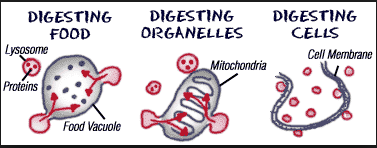 DIGESTING
FOOD
Lysosome
Proteins
Food Vacuole
DIGESTING
ORGANELLES
Mitochondria
DIGESTING
CELLS
Cell Membrane